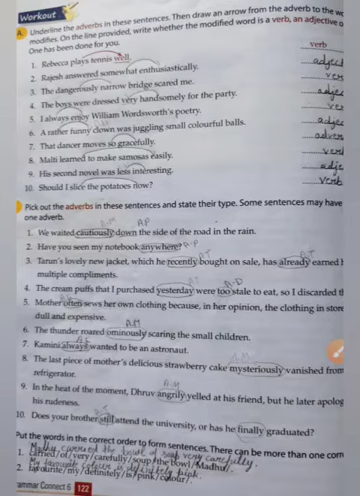 Workout
A. Underline the adverbs in these sentences. Then draw an arrow from the adverb to the wo
modifies. On the line provided, write whether the modified word is a verb, an adjective o
One has been done for you.
1. Rebecca plays tennis well. verb
2. Rajesh answered somewhat enthusiastically.
3. The dangerously narrow bridge scared me.
4. The boys were dressed very handsomely for the party.
5. I always enjoy William Wordsworth's poetry.
6. A rather funny clown was juggling small colourful balls.
7. That dancer moves so gracefully.
8. Malti learned to make samosas easily.
9. His second novel was less interesting.
10. Should I slice the potatoes now? verb
Pick out the adverbs in these sentences and state their type. Some sentences may have
one adverb.
1. We waited cautiously down the side of the road in the rain.
2. Have you seen my notebook anywhere?
3. Tarun's lovely new jacket, which he recently bought on sale, has already earned h
multiple compliments.
4. The cream puffs that I purchased yesterday were too stale to eat, so I discarded th
5. Mother often sews her own clothing because, in her opinion, the clothing in store
dull and expensive.
6. The thunder roared ominously scaring the small children.
7. Kamini always wanted to be an astronaut.
8. The last piece of mother's delicious strawberry cake mysteriously vanished from
refrigerator.
9. In the heat of the moment, Dhruv angrily yelled at his friend, but he later apolog
his rudeness.
10. Does your brother still attend the university, or has he finally graduated?
Put the words in the correct order to form sentences. There can be more than one corr
1. carried/of/very/carefully/soup/the bowl/Madhu/.
2. favourite/my/definitely/is/pink/colour/.
ammar Connect 6 122